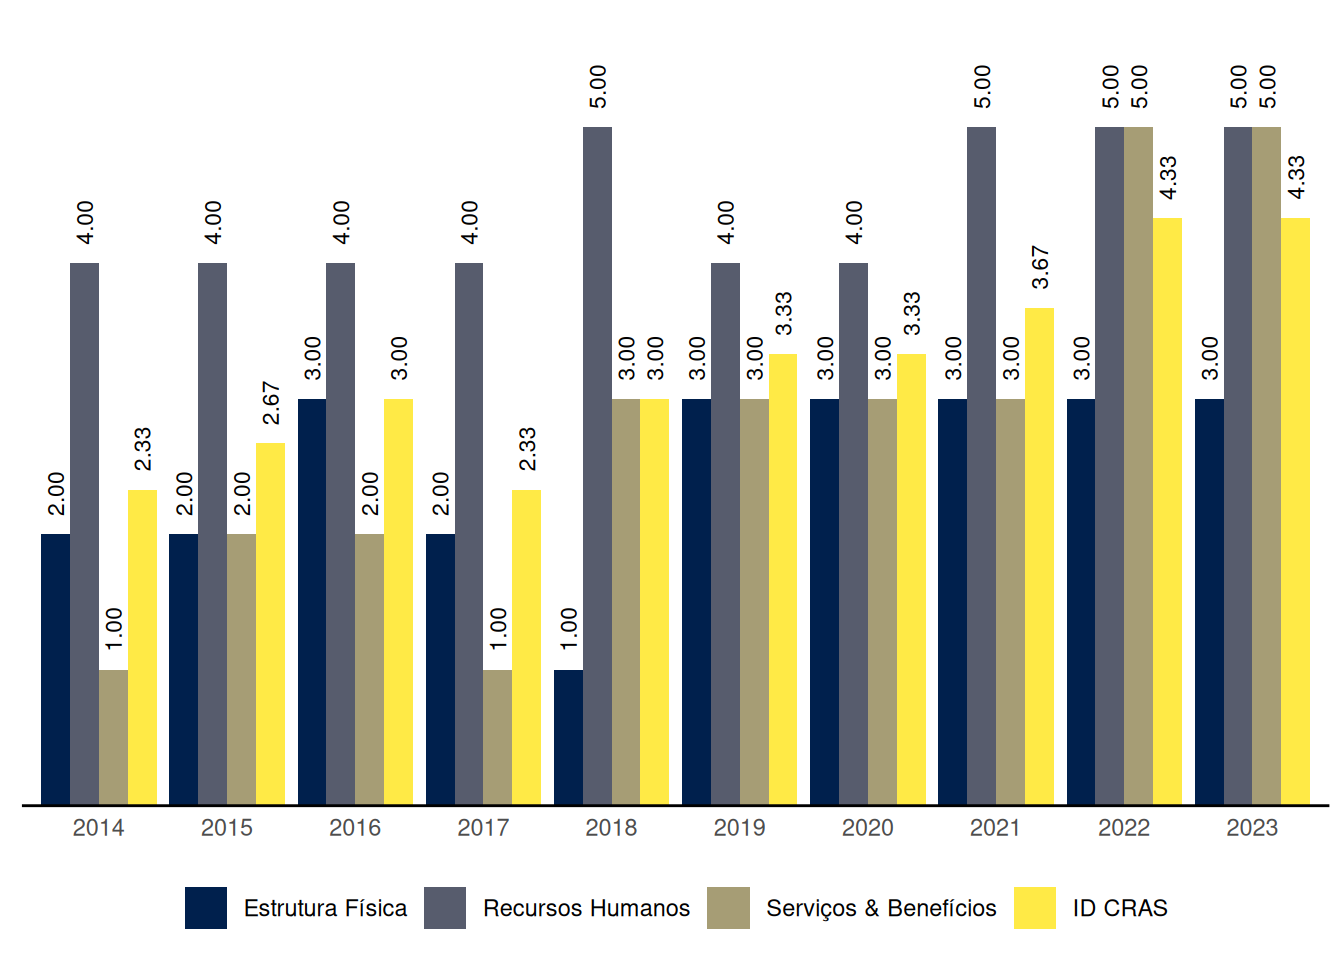 2.00 4.00 1.00 2.33
2.00 4.00 2.00 2.67
3.00 4.00 2.00 3.00
2.00 4.00 1.00 2.33
1.00 5.00 3.00 3.00
3.00 4.00 3.00 3.33
3.00 4.00 3.00 3.33
3.00 5.00 3.00 3.67
3.00 5.00 5.00 4.33
3.00 5.00 5.00 4.33
2014 2015 2016 2017 2018 2019 2020 2021 2022 2023
Estrutura Física Recursos Humanos Serviços & Benefícios ID CRAS